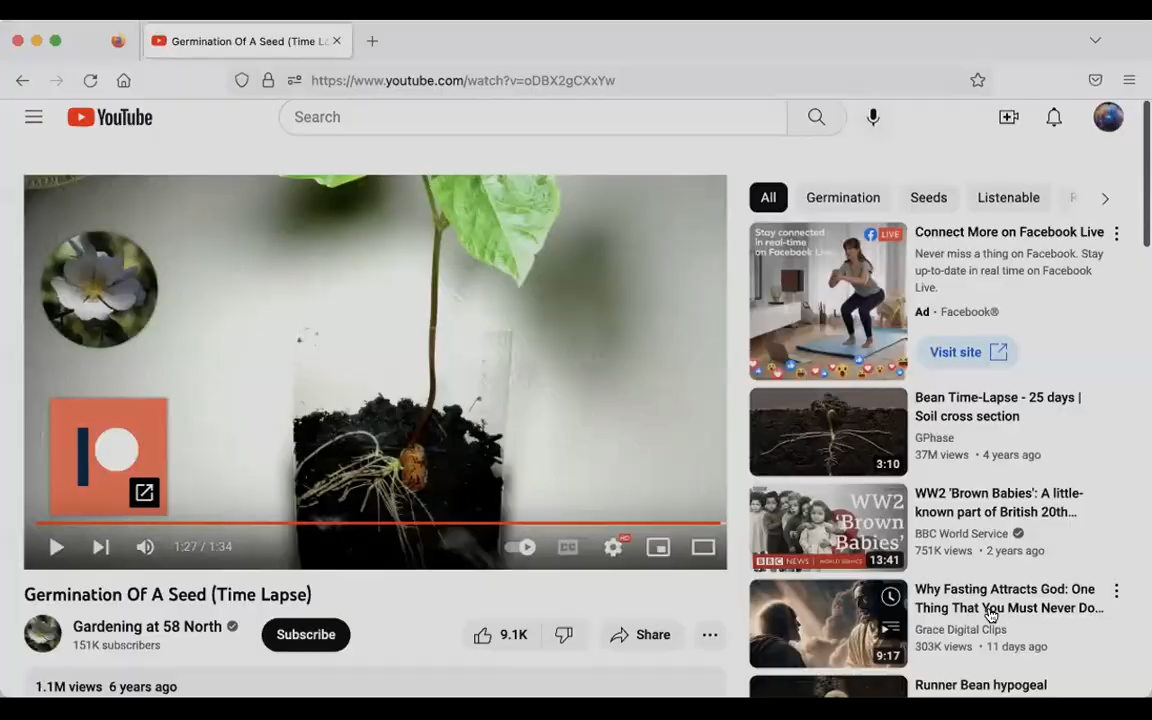 Germination Of A Seed (Time L
https://www.youtube.com/watch?v=oDBX2gCXxYw
YouTube
Search
All
Germination
Seeds
Listenable
Stay connected
in real-time
on Facebook Live
LIVE
Connect More on Facebook Live
Never miss a thing on Facebook. Stay
up-to-date in real time on Facebook
Live.
Ad · Facebook®
Visit site
3:10
Bean Time-Lapse - 25 days |
Soil cross section
GPhase
37M views • 4 years ago
WW2
'Brown
Babies'
BBC NEWS
WORLD SERVICE
13:41
WW2 'Brown Babies': A little-
known part of British 20th...
BBC World Service
751K views • 2 years ago
9:17
Why Fasting Attracts God: One
Thing That You Must Never Do...
Grace Digital Clips
303K views • 11 days ago
Runner Bean hypogeal
1:27 / 1:34
CC
HD
Germination Of A Seed (Time Lapse)
Gardening at 58 North
151K subscribers
Subscribe
9.1K
Share
1.1M views 6 years ago